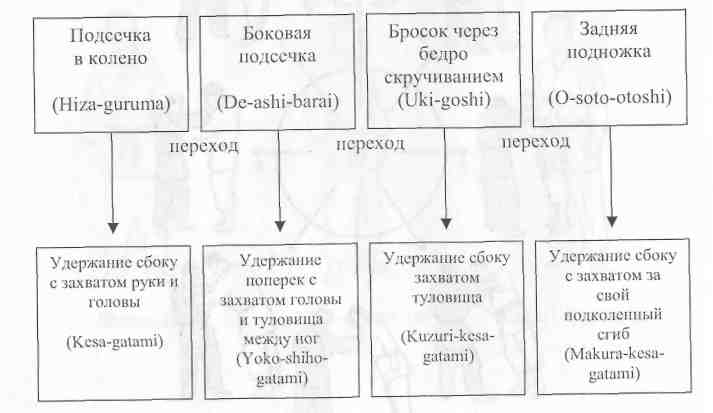 Подсечка
в колено
(Hiza-guruma)
Боковая
подсечка
(De-ashi-barai)
Бросок через
бедро
скручиванием
(Uki-goshi)
Задняя
подножка
(O-soto-otoshi)
переход
переход
переход
Удержание сбоку
с захватом руки и
головы
(Kesa-gatami)
Удержание
поперек с
захватом головы
и туловища
между ног
(Yoko-shiho-
gatami)
Удержание сбоку
захватом
туловища
(Kuzuri-kesa-
gatami)
Удержание сбоку
с захватом за
свой
подколенный
сгиб
(Makura-kesa-
gatami)